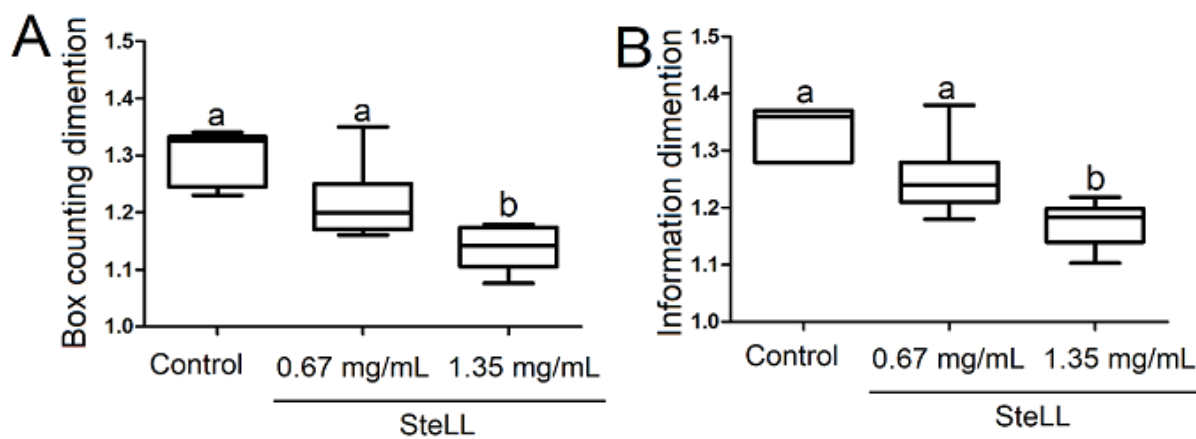 A
Box counting dimention
1.5
1.4
1.3
1.2
1.1
1.0
a
a
b
Control
0.67 mg/mL
1.35 mg/mL
SteLL
B
Information dimention
1.5
1.4
1.3
1.2
1.1
1.0
a
a
b
Control
0.67 mg/mL
1.35 mg/mL
SteLL